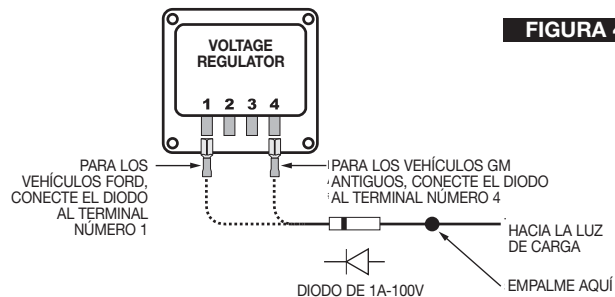 FIGURA 4
VOLTAGE
REGULATOR
1 2 3 4
PARA LOS
VEHÍCULOS FORD,
CONECTE EL DIODO
AL TERMINAL
NÚMERO 1
PARA LOS VEHÍCULOS GM
ANTIGUOS, CONECTE EL DIODO
AL TERMINAL NÚMERO 4
HACIA LA LUZ
DE CARGA
DIODO DE 1A-100V
EMPALME AQUÍ